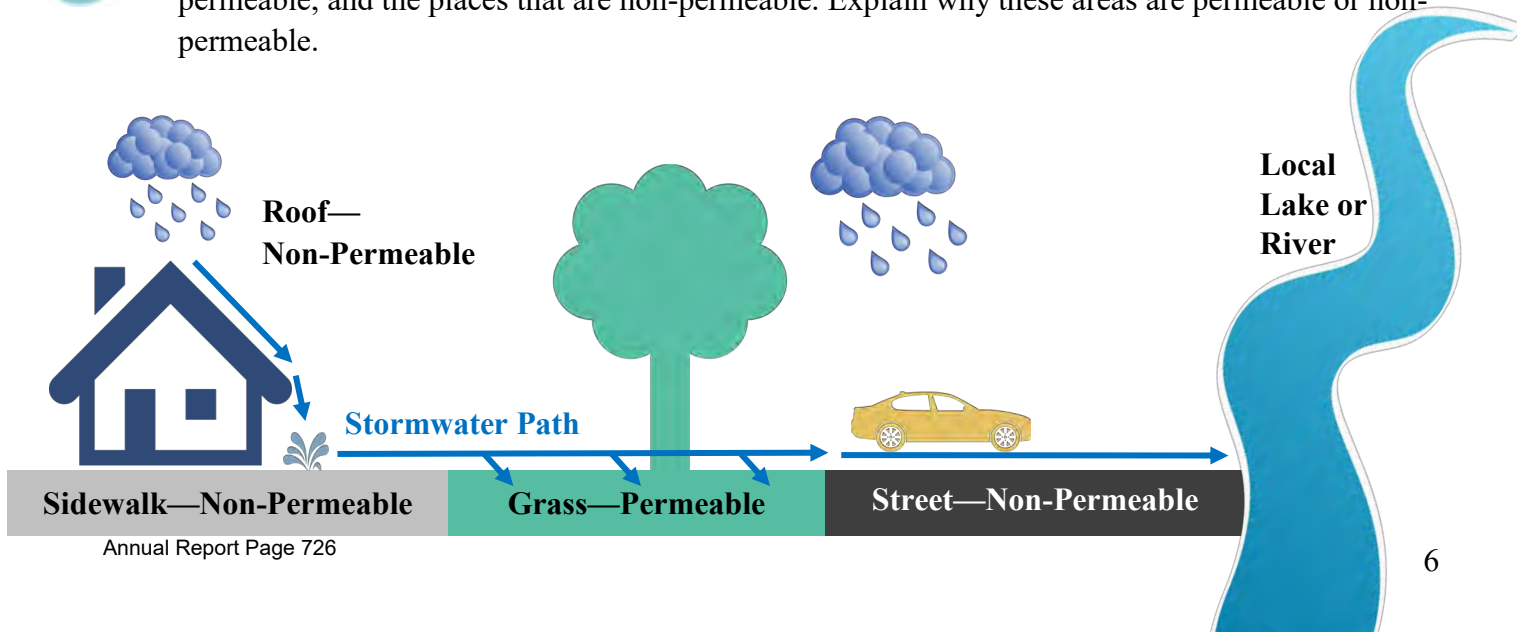 permeable, and the places that are non-permeable. Explain why these areas are permeable or non-
permeable.
Roof—
Non-Permeable
Local
Lake or
River
Stormwater Path
Sidewalk—Non-Permeable
Grass—Permeable
Street—Non-Permeable
Annual Report Page 726
6